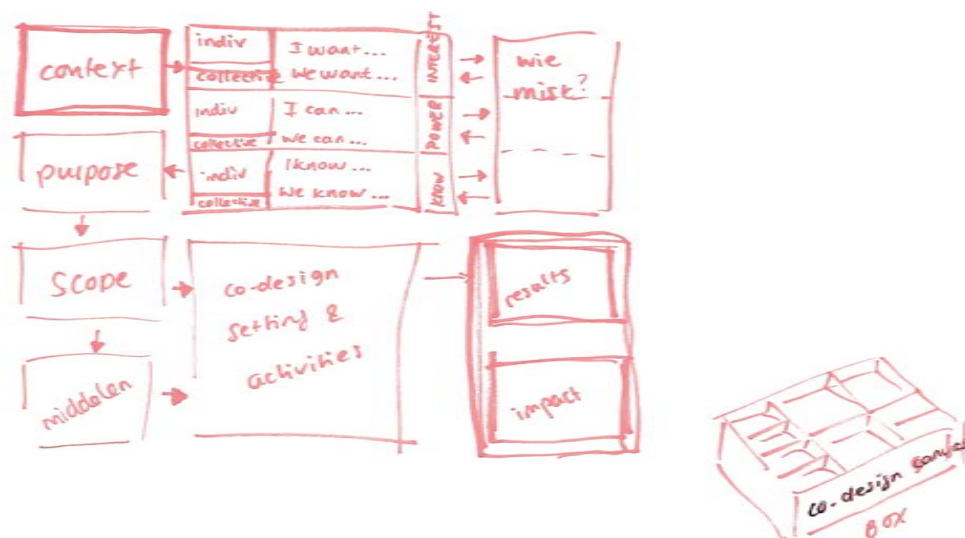 context
indiv
I want...
collective
We want...
INTEREST
indiv
I can...
collective
We can...
POWER
indiv
I know...
collective
We know...
KNOW
wie
mist?
purpose
scope
middelen
co-design
setting &
activities
results
impact
co-design canvas
BOX